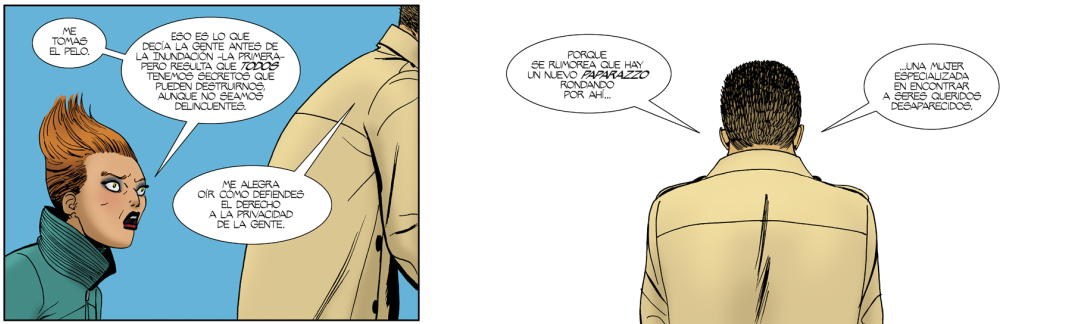 ME
TOMAS
EL PELO.
ESO ES LO QUE
DECÍA LA GENTE ANTES DE
LA INUNDACIÓN -LA PRIMERA-
PERO RESULTA QUE TODOS
TENEMOS SECRETOS QUE
PUEDEN DESTRUIRNOS,
AUNQUE NO SEAMOS
DELINCUENTES.
ME ALEGRA
OÍR CÓMO DEFIENDES
EL DERECHO
A LA PRIVACIDAD
DE LA GENTE.
PORQUE
SE RUMOREA QUE HAY
UN NUEVO PAPARAZZO
RONDANDO
POR AHÍ...
...UNA MUJER
ESPECIALIZADA
EN ENCONTRAR
A SERES QUERIDOS
DESAPARECIDOS.